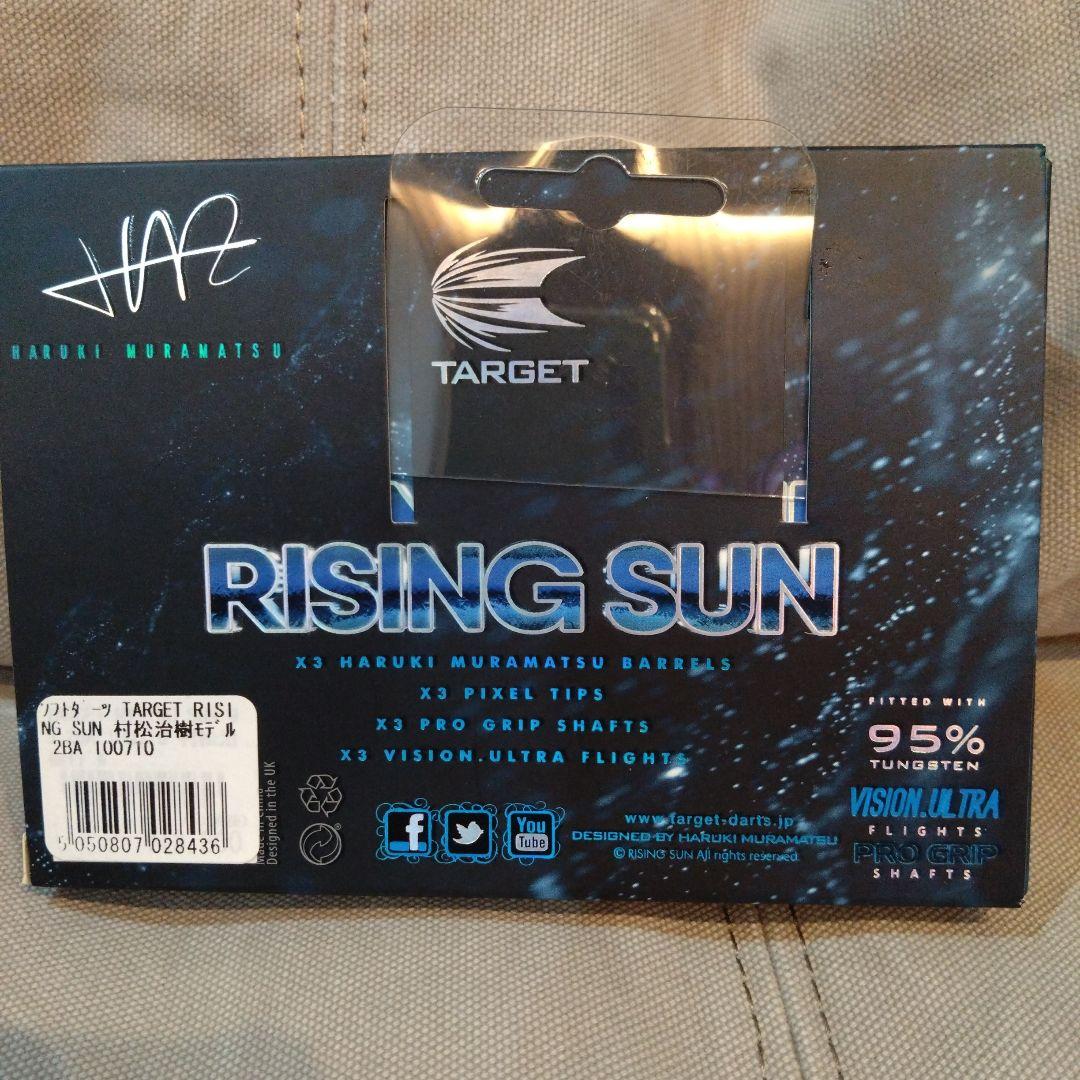 HARUKI MURAMATSU
TARGET
RISING SUN
X3 HARUKI MURAMATSU BARRELS
X3 PIXEL TIPS
X3 PRO GRIP SHAFTS
X3 VISION.ULTRA FLIGHTS
ｿﾌﾄﾀﾞｰﾂ TARGET RISI
NG SUN 村松治樹ﾓﾃﾞﾙ
2BA 100710
5 050807 028436
Designed in the UK
f
You
Tube
www.target-darts.jp
DESIGNED BY HARUKI MURAMATSU
© RISING SUN All rights reserved.
FITTED WITH
95%
TUNGSTEN
VISION.ULTRA
FLIGHTS
PRO GRIP
SHAFTS